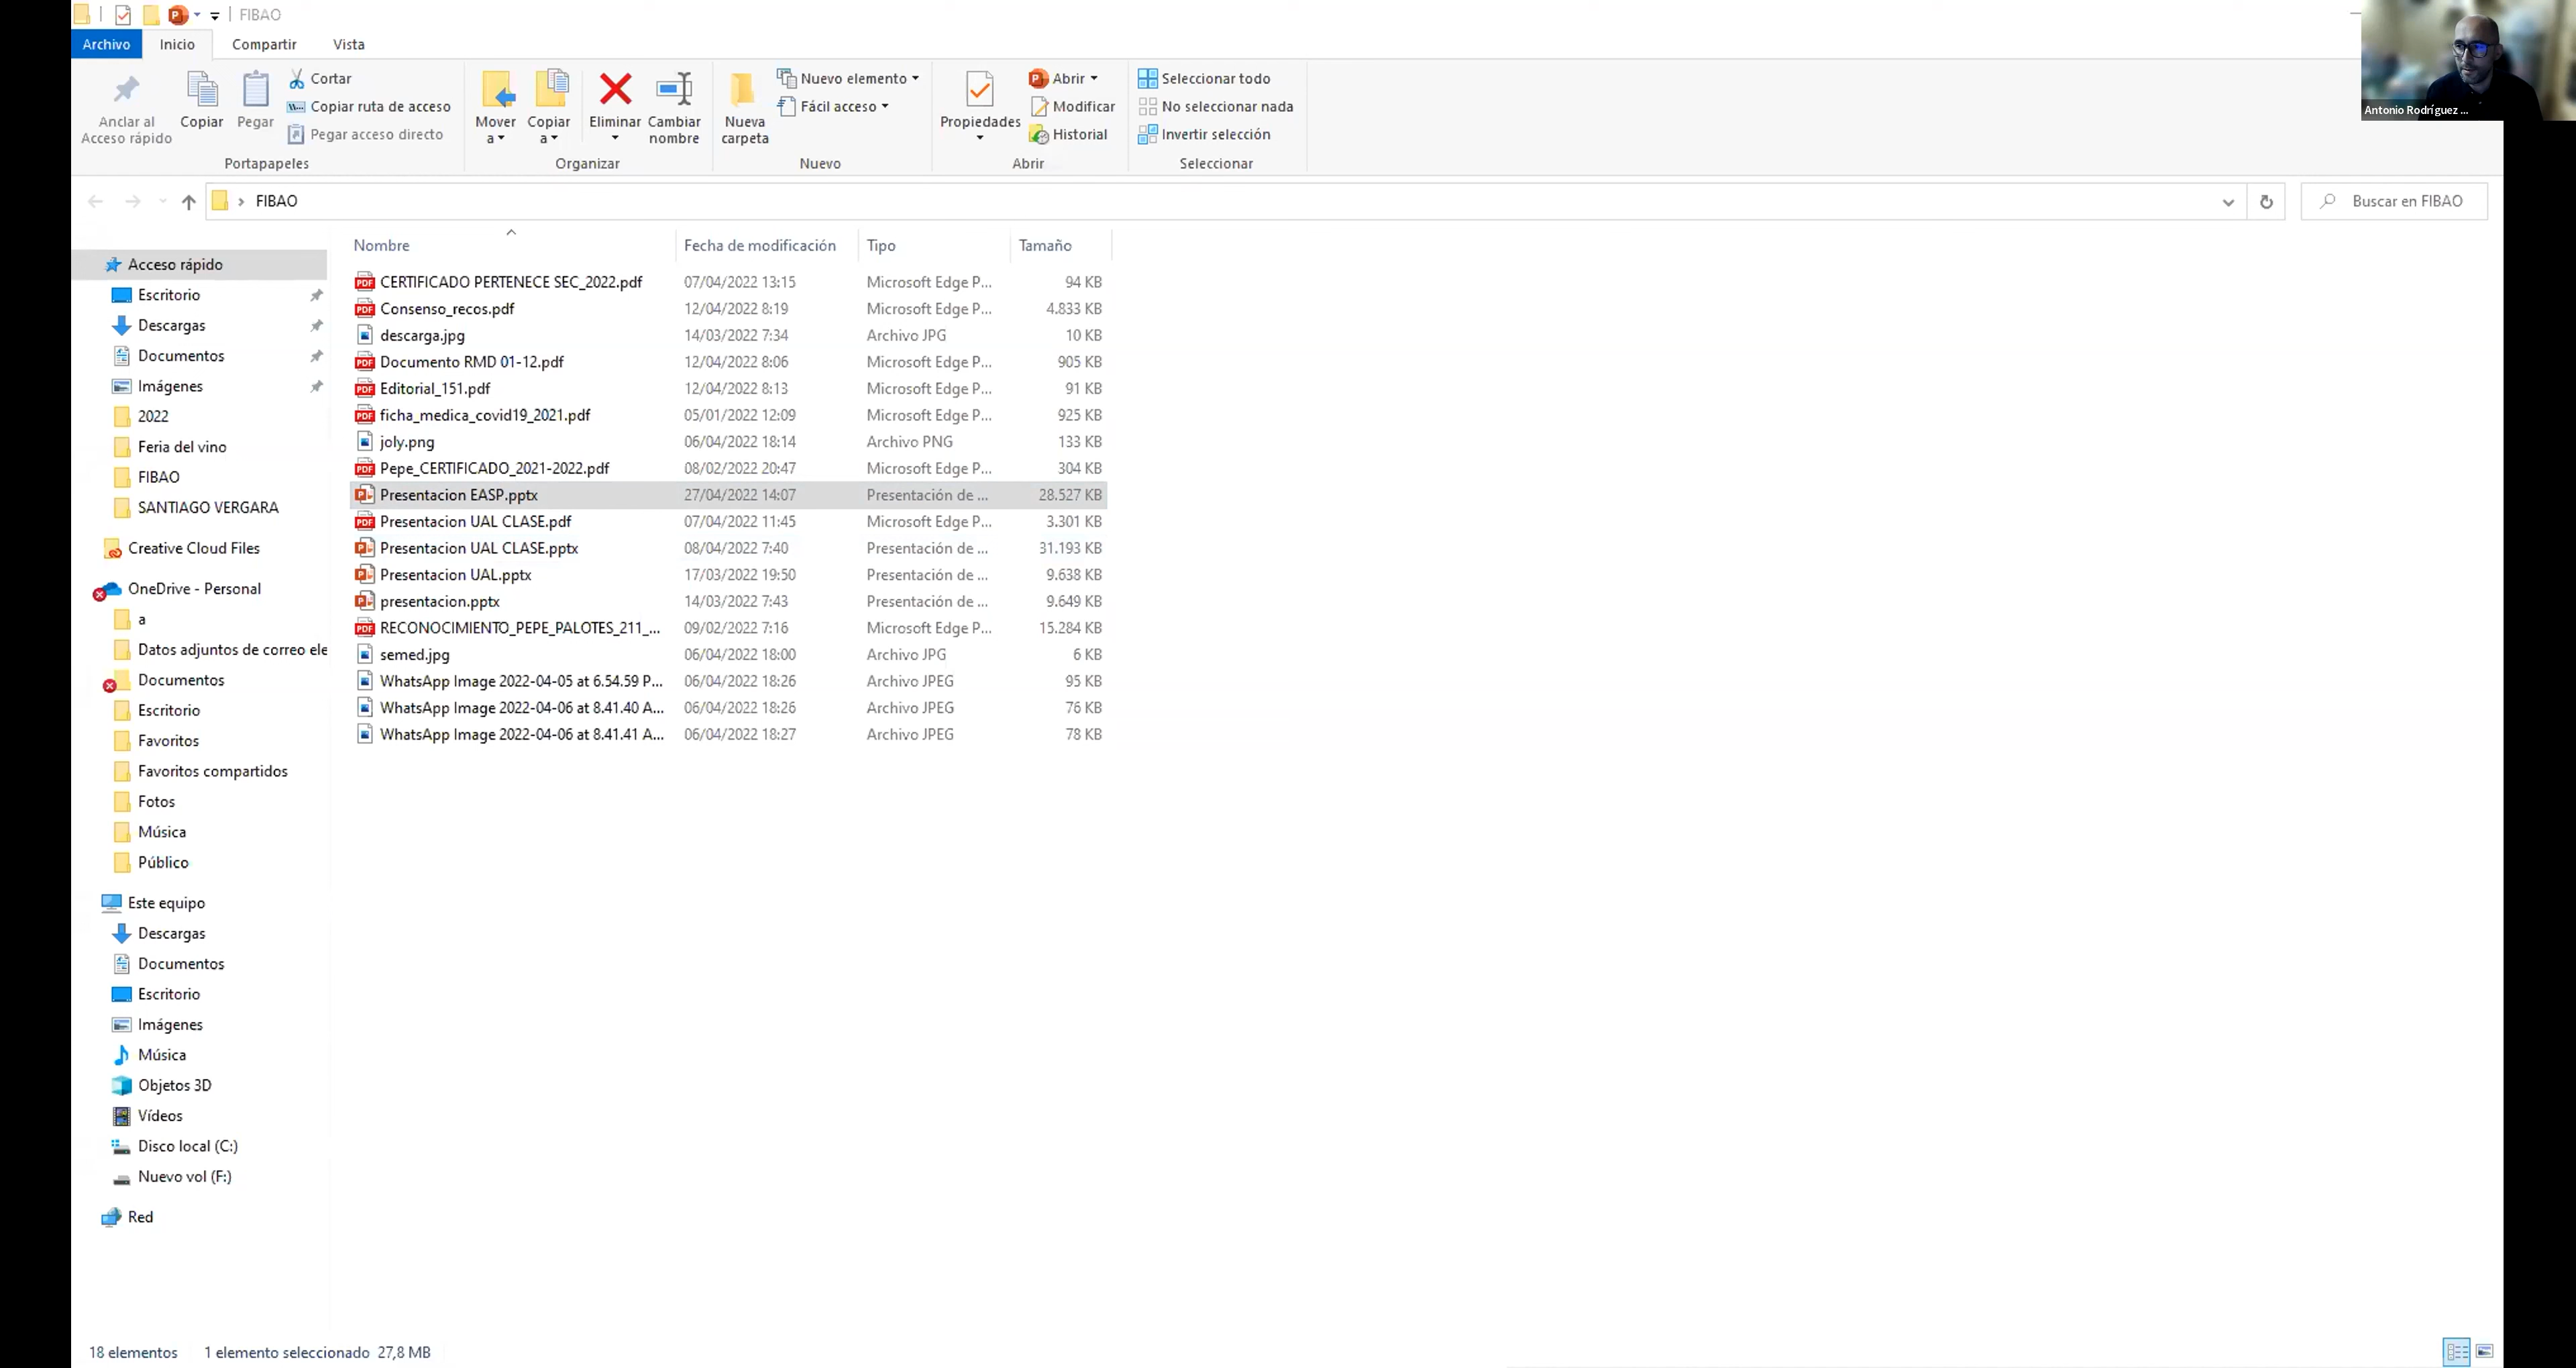 FIBAO
Archivo Inicio Compartir Vista
Anclar al Acceso rápido
Copiar
Pegar
Cortar
Copiar ruta de acceso
Pegar acceso directo
Portapapeles
Mover a
Copiar a
Eliminar
Cambiar nombre
Organizar
Nueva carpeta
Nuevo elemento
Fácil acceso
Nuevo
Propiedades
Abrir
Modificar
Historial
Abrir
Seleccionar todo
No seleccionar nada
Invertir selección
Seleccionar
Antonio Rodríguez ...
FIBAO
Buscar en FIBAO
Acceso rápido
Escritorio
Descargas
Documentos
Imágenes
2022
Feria del vino
FIBAO
SANTIAGO VERGARA
Creative Cloud Files
OneDrive - Personal
a
Datos adjuntos de correo ele
Documentos
Escritorio
Favoritos
Favoritos compartidos
Fotos
Música
Público
Este equipo
Descargas
Documentos
Escritorio
Imágenes
Música
Objetos 3D
Vídeos
Disco local (C:)
Nuevo vol (F:)
Red
Nombre Fecha de modificación Tipo Tamaño
CERTIFICADO PERTENECE SEC_2022.pdf 07/04/2022 13:15 Microsoft Edge P... 94 KB
Consenso_recos.pdf 12/04/2022 8:19 Microsoft Edge P... 4.833 KB
descarga.jpg 14/03/2022 7:34 Archivo JPG 10 KB
Documento RMD 01-12.pdf 12/04/2022 8:06 Microsoft Edge P... 905 KB
Editorial_151.pdf 12/04/2022 8:13 Microsoft Edge P... 91 KB
ficha_medica_covid19_2021.pdf 05/01/2022 12:09 Microsoft Edge P... 925 KB
joly.png 06/04/2022 18:14 Archivo PNG 133 KB
Pepe_CERTIFICADO_2021-2022.pdf 08/02/2022 20:47 Microsoft Edge P... 304 KB
Presentacion EASP.pptx 27/04/2022 14:07 Presentación de ... 28.527 KB
Presentacion UAL CLASE.pdf 07/04/2022 11:45 Microsoft Edge P... 3.301 KB
Presentacion UAL CLASE.pptx 08/04/2022 7:40 Presentación de ... 31.193 KB
Presentacion UAL.pptx 17/03/2022 19:50 Presentación de ... 9.638 KB
presentacion.pptx 14/03/2022 7:43 Presentación de ... 9.649 KB
RECONOCIMIENTO_PEPE_PALOTES_211_... 09/02/2022 7:16 Microsoft Edge P... 15.284 KB
semed.jpg 06/04/2022 18:00 Archivo JPG 6 KB
WhatsApp Image 2022-04-05 at 6.54.59 P... 06/04/2022 18:26 Archivo JPEG 95 KB
WhatsApp Image 2022-04-06 at 8.41.40 A... 06/04/2022 18:26 Archivo JPEG 76 KB
WhatsApp Image 2022-04-06 at 8.41.41 A... 06/04/2022 18:27 Archivo JPEG 78 KB
18 elementos 1 elemento seleccionado 27,8 MB